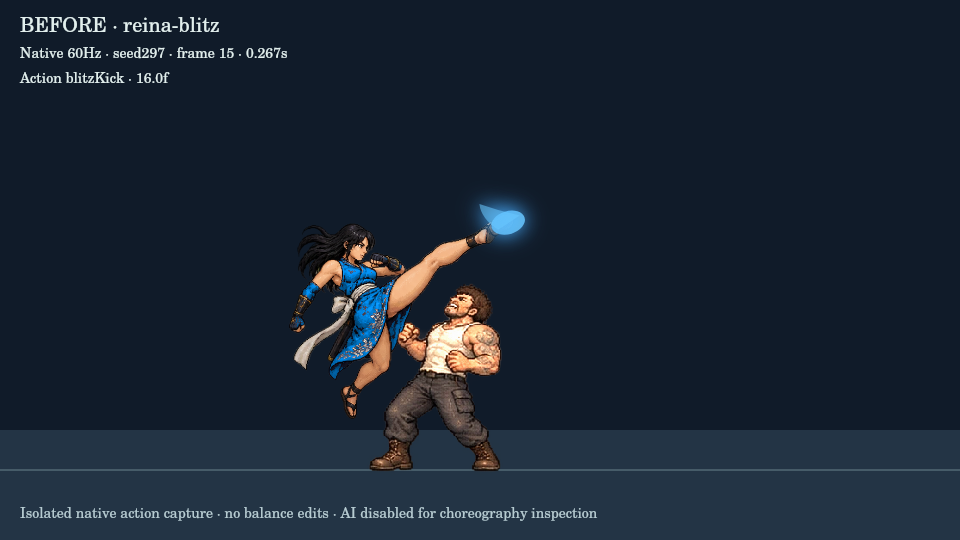 BEFORE · reina-blitz
Native 60Hz · seed297 · frame 15 · 0.267s
Action blitzKick · 16.0f
Isolated native action capture · no balance edits · AI disabled for choreography inspection